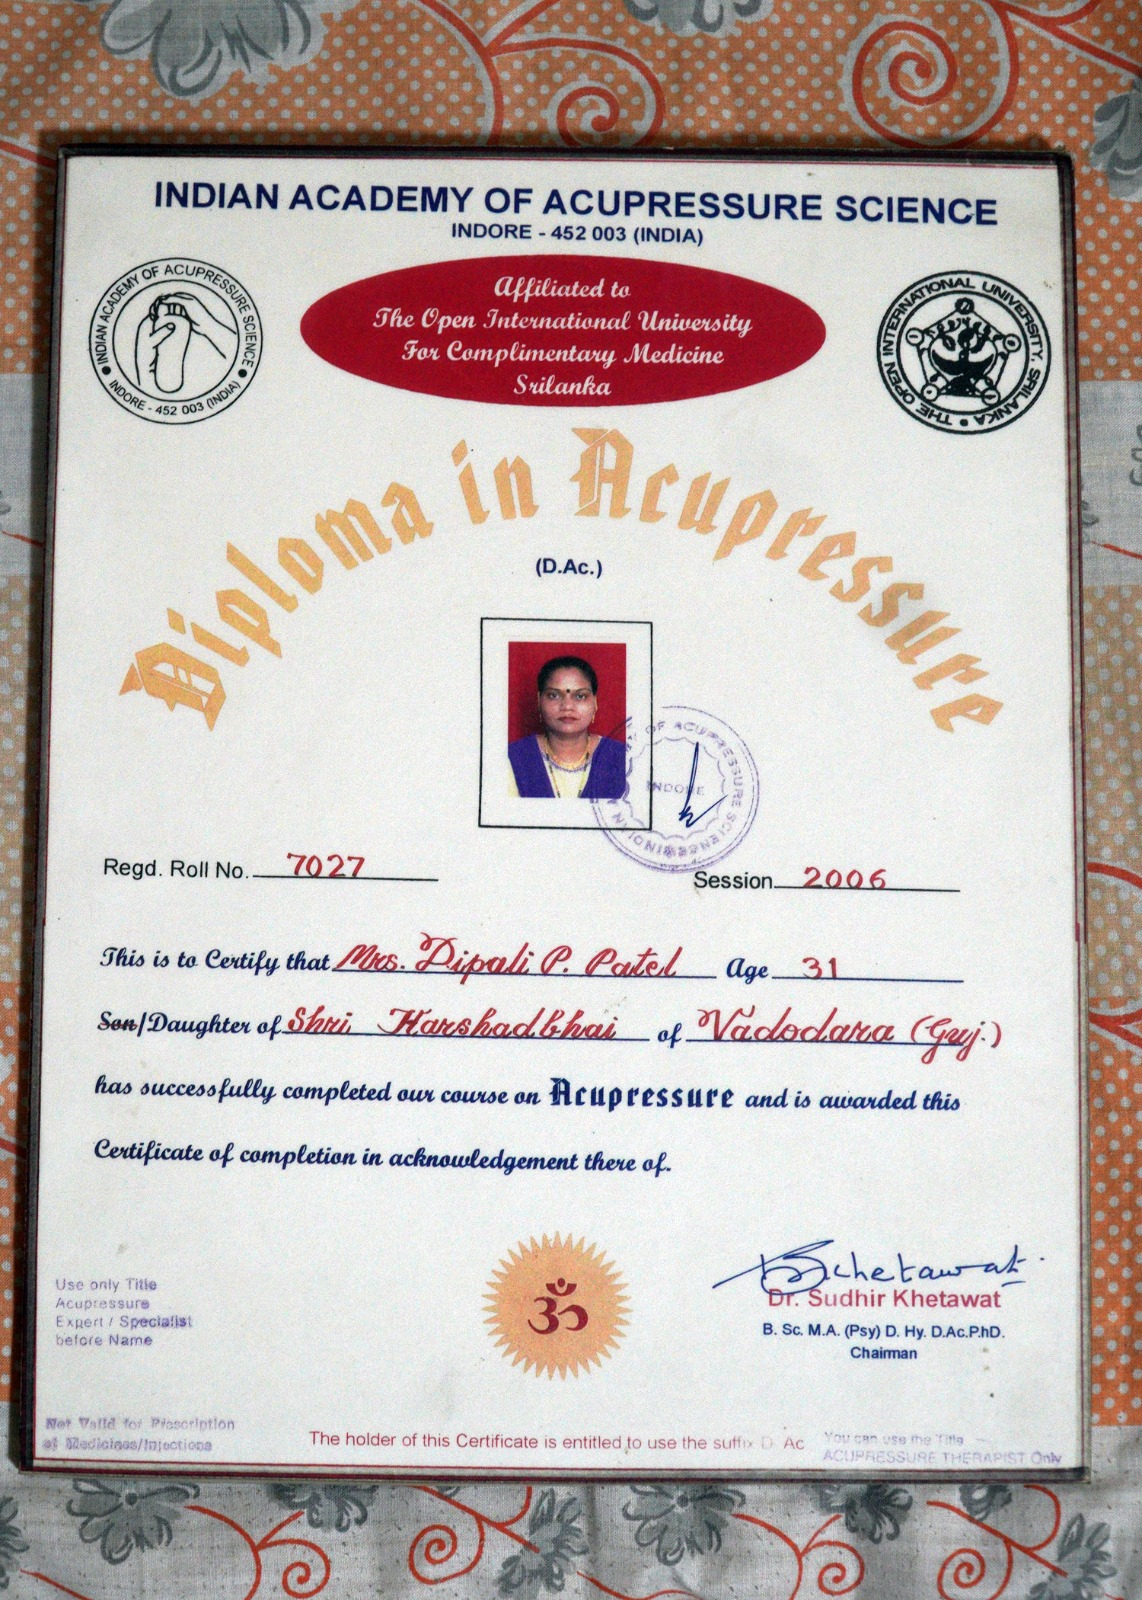 INDIAN ACADEMY OF ACUPRESSURE SCIENCE
INDORE - 452 003 (INDIA)
INDIAN ACADEMY OF ACUPRESSURE SCIENCE
INDORE - 452 003 (INDIA)
Affiliated to
The Open International University
For Complimentary Medicine
Srilanka
THE OPEN INTERNATIONAL UNIVERSITY, SRILANKA
Diploma in Acupressure
(D.Ac.)
OF ACUPRESSURE SCIENCE
INDORE
INDIAN
Regd. Roll No. 7027
Session 2006
This is to Certify that Mrs. Dipali P. Patel Age 31
Son/Daughter of Shri Harshadbhai of Vadodara (Guj.)
has successfully completed our course on Acupressure and is awarded this
Certificate of completion in acknowledgement there of.
ॐ
Use only Title
Acupressure
Expert / Specialist
before Name
SKhetawat
Dr. Sudhir Khetawat
B. Sc. M.A. (Psy) D. Hy. D.Ac.P.hD.
Chairman
Not Valid for Prescription
of Medicines/Injections
The holder of this Certificate is entitled to use the suffix D. Ac
You can use the Title
ACUPRESSURE THERAPIST Only